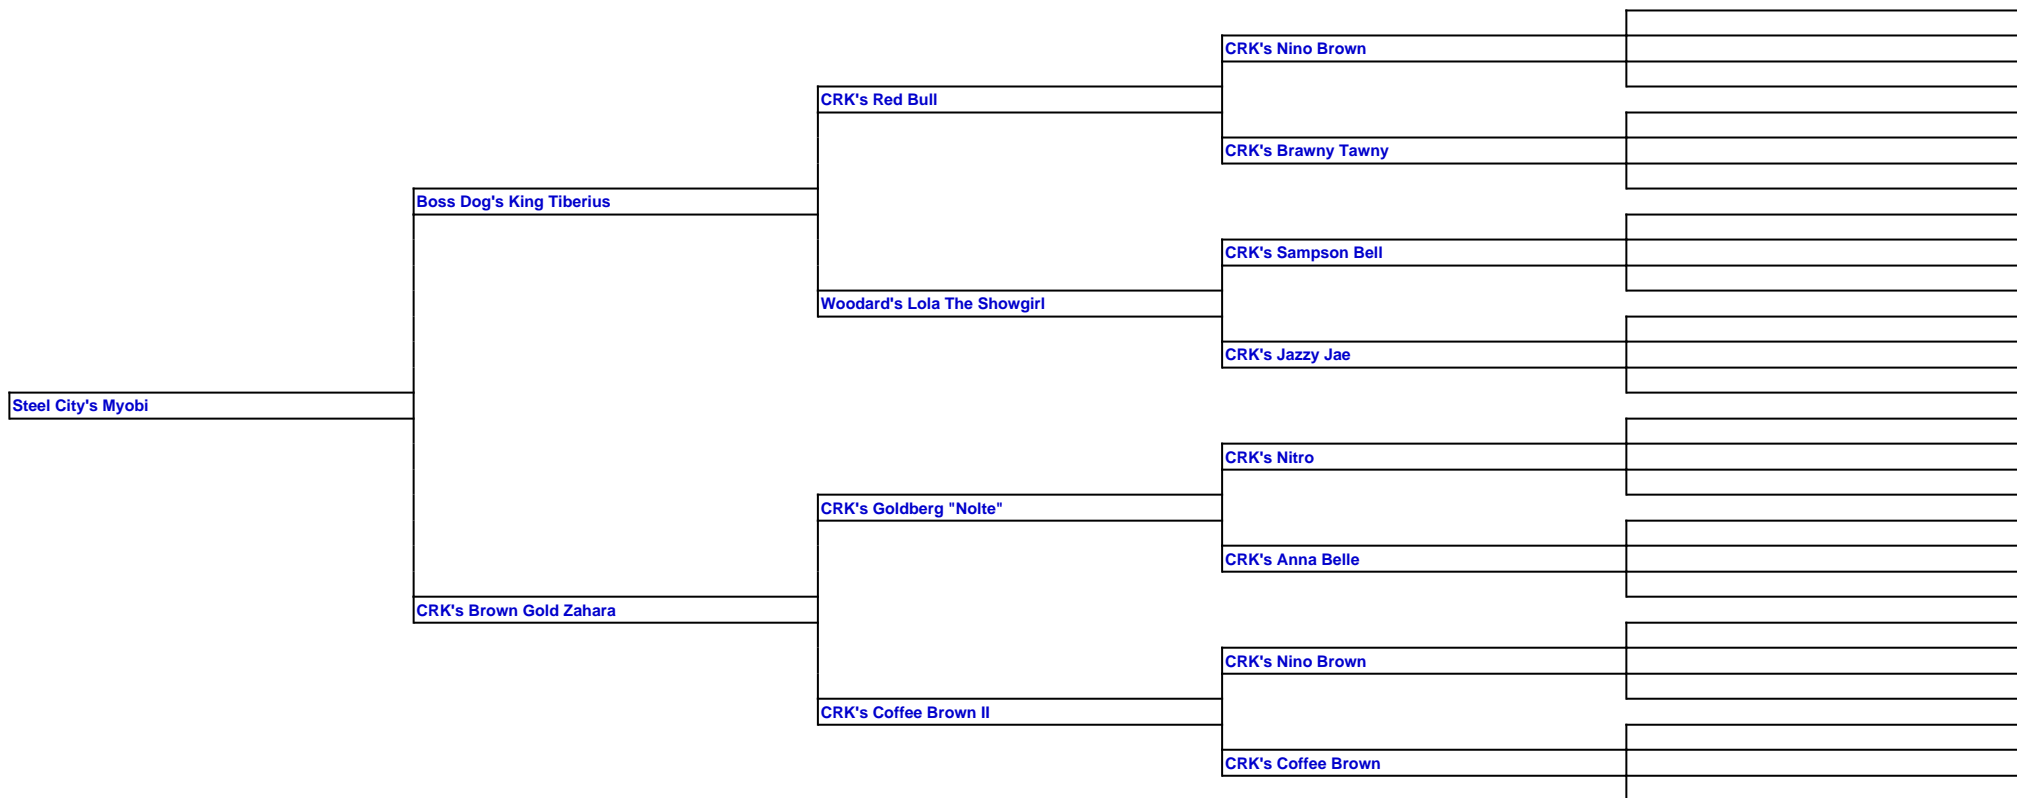 CRK's Nino Brown
CRK's Red Bull
CRK's Brawny Tawny
Boss Dog's King Tiberius
CRK's Sampson Bell
Woodard's Lola The Showgirl
CRK's Jazzy Jae
Steel City's Myobi
CRK's Nitro
CRK's Goldberg "Nolte"
CRK's Anna Belle
CRK's Brown Gold Zahara
CRK's Nino Brown
CRK's Coffee Brown II
CRK's Coffee Brown